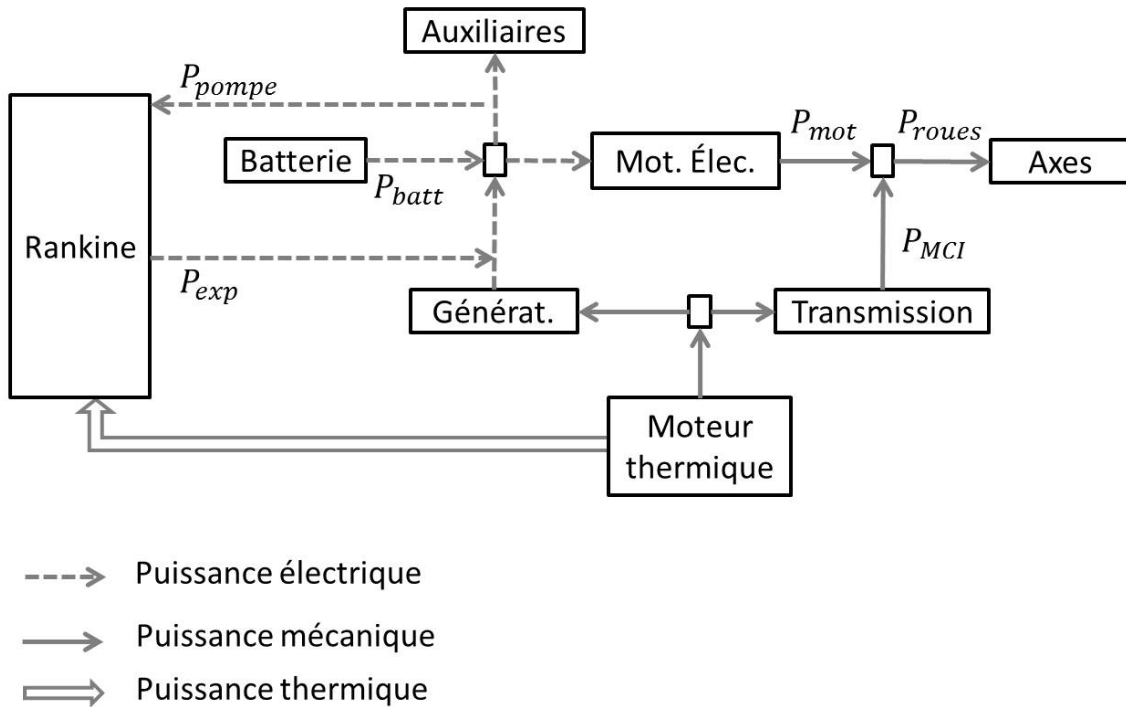 Auxiliaires
P_pompe
P_mot
P_roues
Batterie
Mot. Élec.
Axes
P_batt
Rankine
P_MCI
P_exp
Générat.
Transmission
Moteur
thermique
Puissance électrique
Puissance mécanique
Puissance thermique